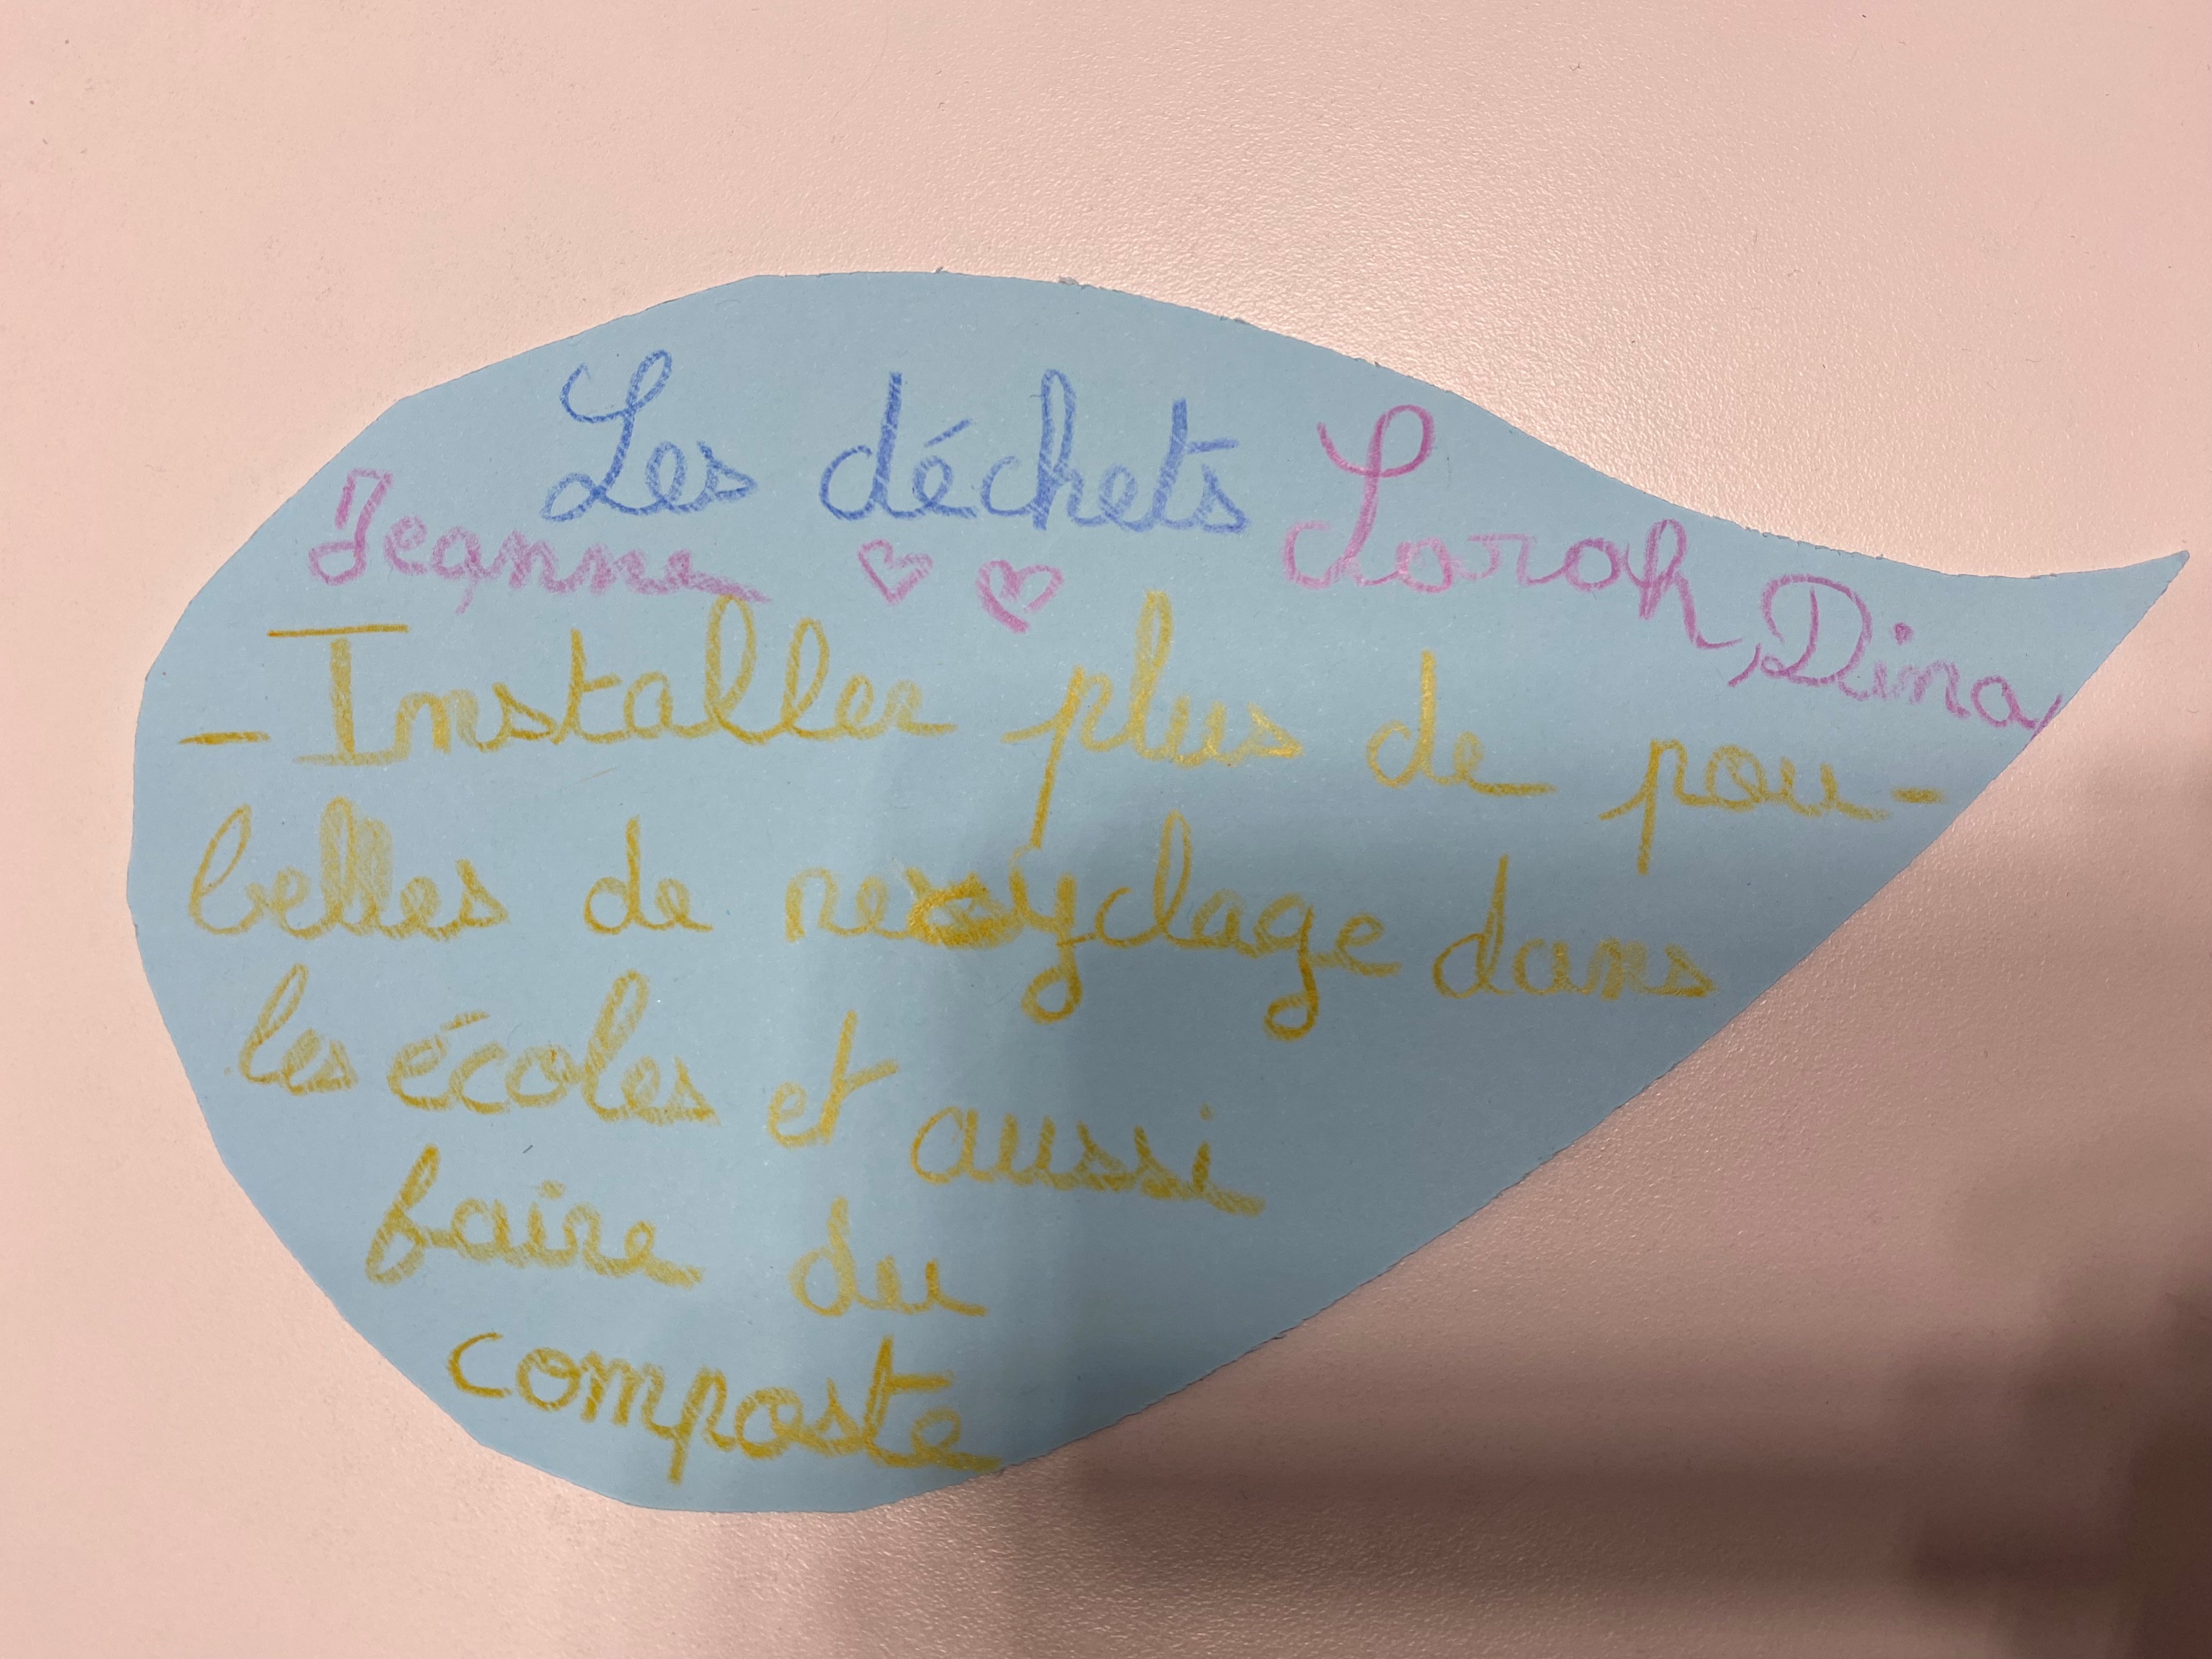 Les déchets
Jeanne ♡ ♡ Sarah, Dina
- Installer plus de pou-
belles de recyclage dans
les écoles et aussi
faire du
composte